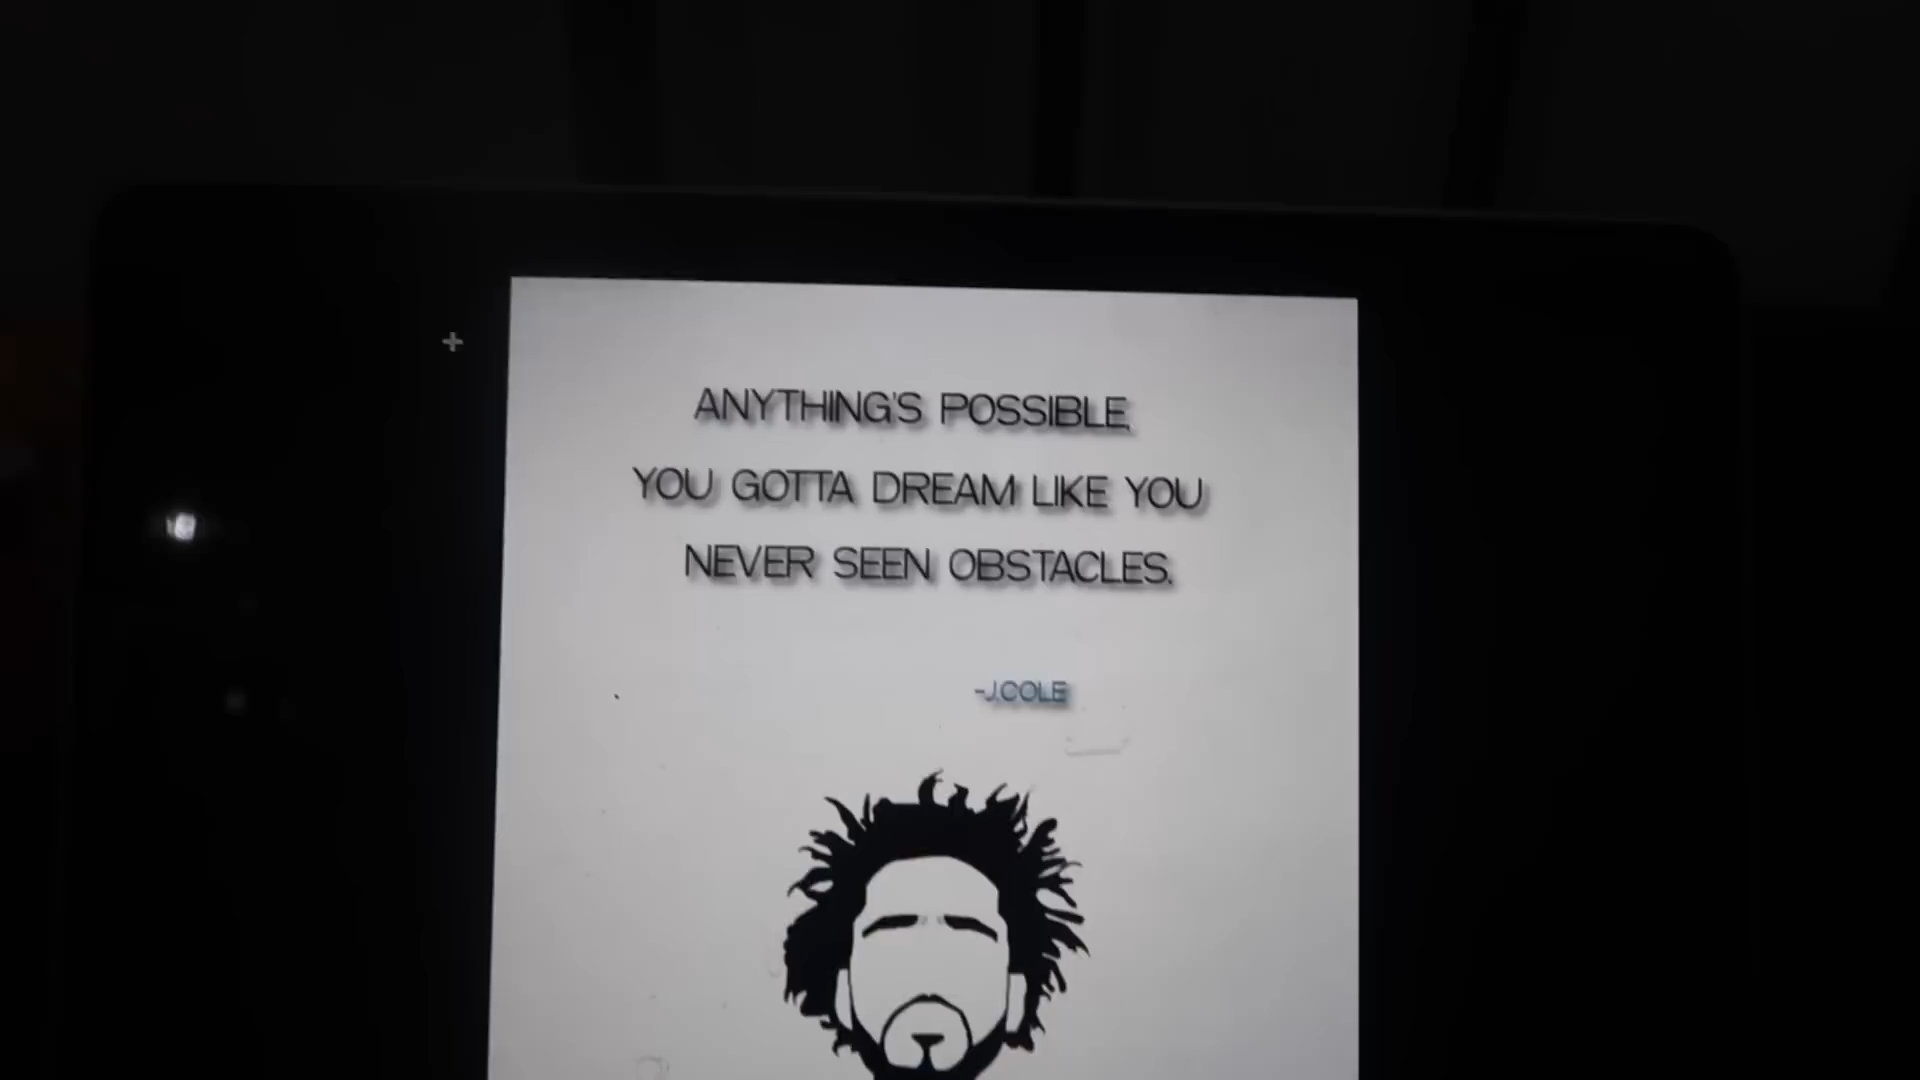 ANYTHING'S POSSIBLE,
YOU GOTTA DREAM LIKE YOU
NEVER SEEN OBSTACLES.
-J.COLE